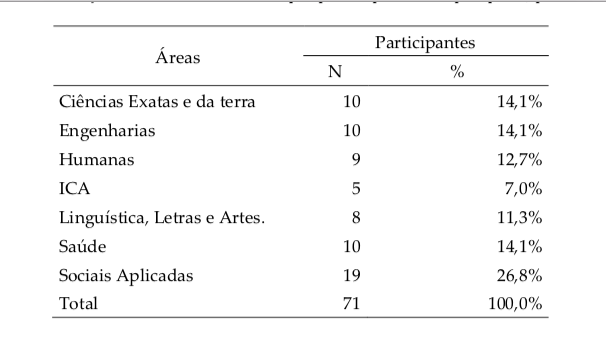 Áreas
Participantes
N %
Ciências Exatas e da terra 10 14,1%
Engenharias 10 14,1%
Humanas 9 12,7%
ICA 5 7,0%
Linguística, Letras e Artes. 8 11,3%
Saúde 10 14,1%
Sociais Aplicadas 19 26,8%
Total 71 100,0%